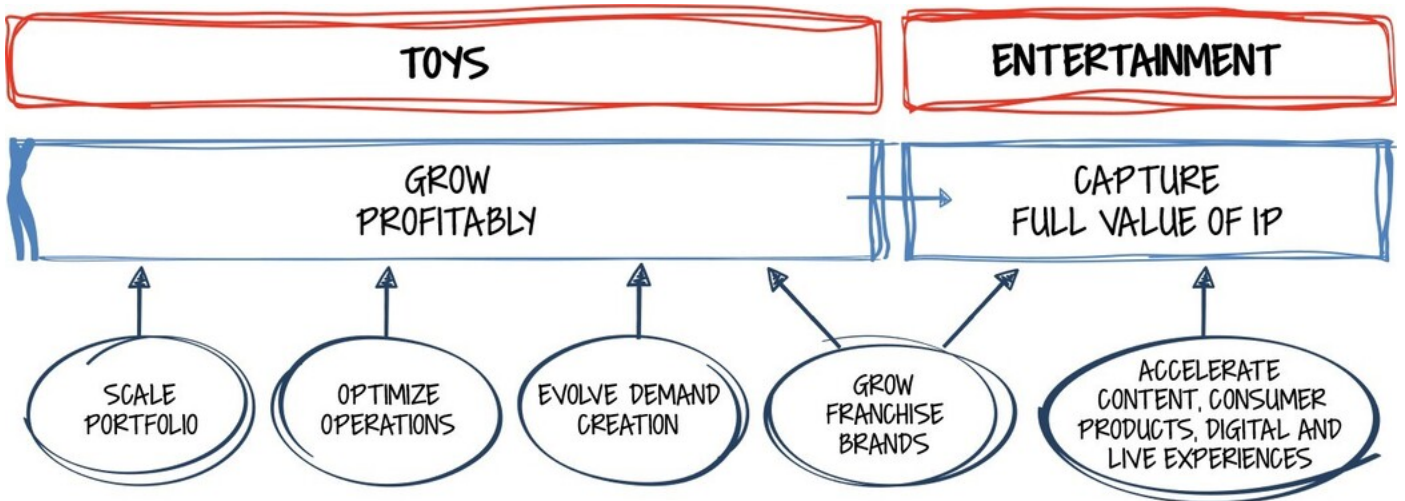 TOYS
ENTERTAINMENT
GROW
PROFITABLY
CAPTURE
FULL VALUE OF IP
SCALE
PORTFOLIO
OPTIMIZE
OPERATIONS
EVOLVE DEMAND
CREATION
GROW
FRANCHISE
BRANDS
ACCELERATE
CONTENT, CONSUMER
PRODUCTS, DIGITAL AND
LIVE EXPERIENCES